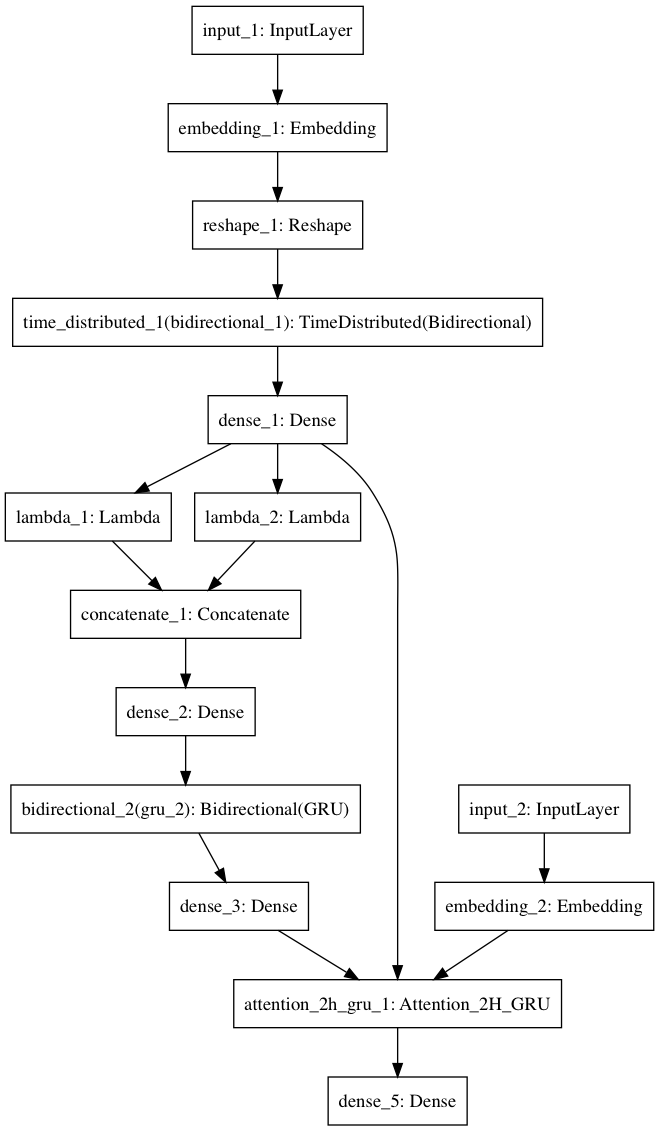 input_1: InputLayer
embedding_1: Embedding
reshape_1: Reshape
time_distributed_1(bidirectional_1): TimeDistributed(Bidirectional)
dense_1: Dense
lambda_1: Lambda
lambda_2: Lambda
concatenate_1: Concatenate
dense_2: Dense
bidirectional_2(gru_2): Bidirectional(GRU)
input_2: InputLayer
dense_3: Dense
embedding_2: Embedding
attention_2h_gru_1: Attention_2H_GRU
dense_5: Dense